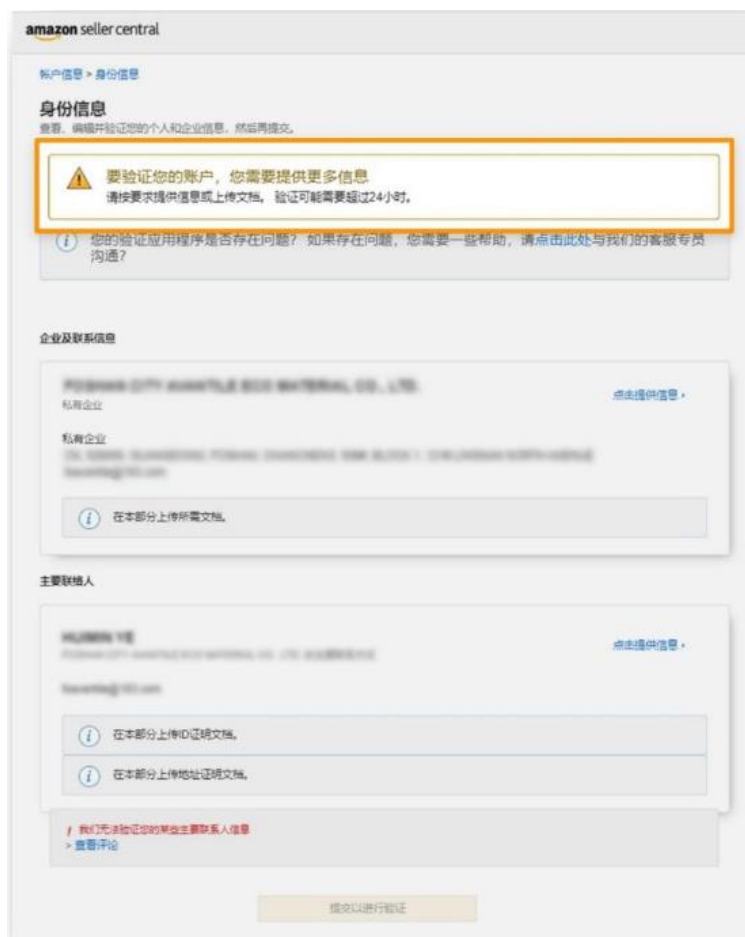 amazon seller central
帐户信息 > 身份信息
身份信息
查看、编辑并验证您的个人和企业信息，然后再提交。
要验证您的账户，您需要提供更多信息
请按要求提供信息或上传文档。 验证可能需要超过24小时。
您的验证应用程序是否存在问题？ 如果存在问题，您需要一些帮助，请点击此处与我们的客服专员
沟通？
企业及联系信息
点击提供信息
私有企业
私有企业
在本部分上传所需文档。
主要联络人
点击提供信息
在本部分上传ID证明文档。
在本部分上传地址证明文档。
! 我们无法验证您的某些主要联系人信息
> 查看评论
提交以进行验证